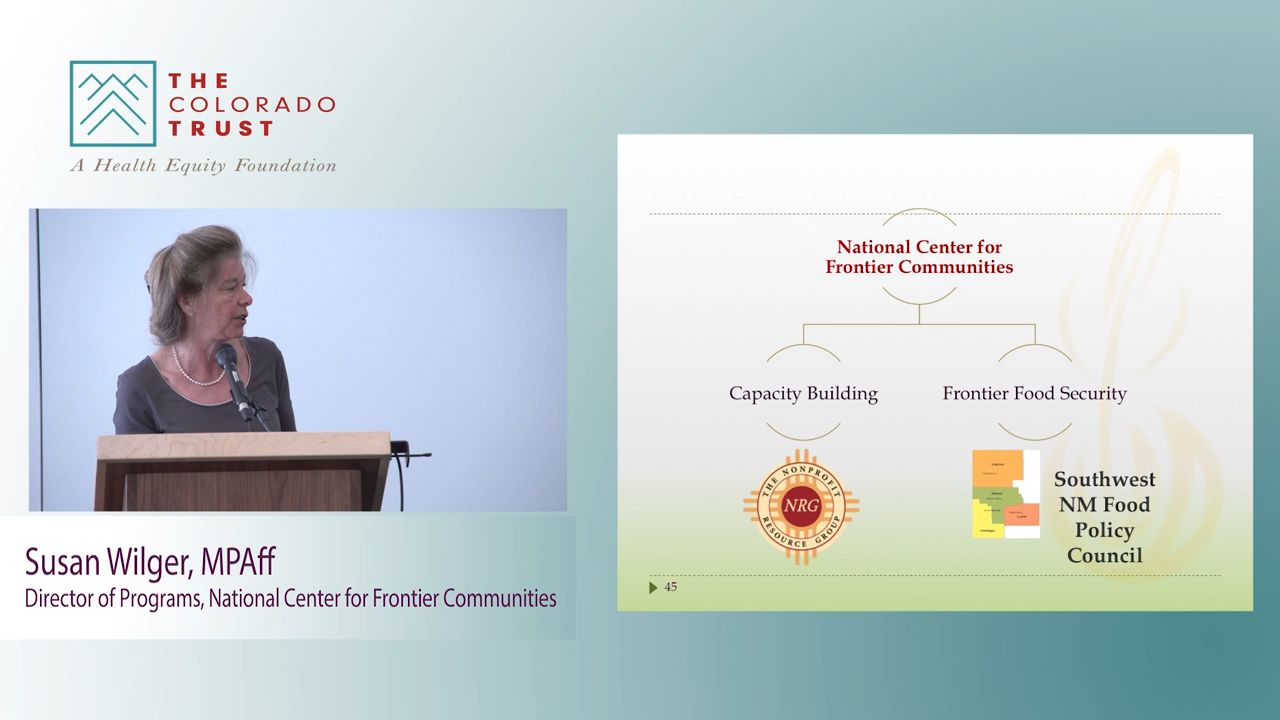 THE
COLORADO
TRUST
A Health Equity Foundation
Susan Wilger, MPAff
Director of Programs, National Center for Frontier Communities
National Center for
Frontier Communities
Capacity Building
Frontier Food Security
THE NONPROFIT
NRG
RESOURCE GROUP
Southwest
NM Food
Policy
Council
45